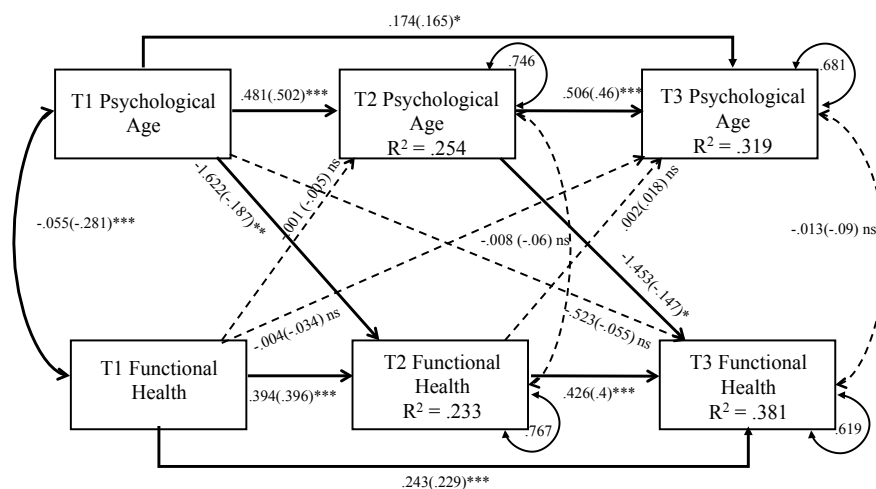 .174(.165)*
.746
.681
T1 Psychological
Age
.481(.502)***
T2 Psychological
Age
R² = .254
.506(.46)***
T3 Psychological
Age
R² = .319
-.055(-.281)***
-1.622(-.187)**
.001 (-.005) ns
-.008 (-.06) ns
.002(.018) ns
-.013(-.09) ns
-.004(-.034) ns
-1.453(-.147)*
-.523(-.055) ns
T1 Functional
Health
.394(.396)***
T2 Functional
Health
R² = .233
.426(.4)***
T3 Functional
Health
R² = .381
.767
.619
.243(.229)***